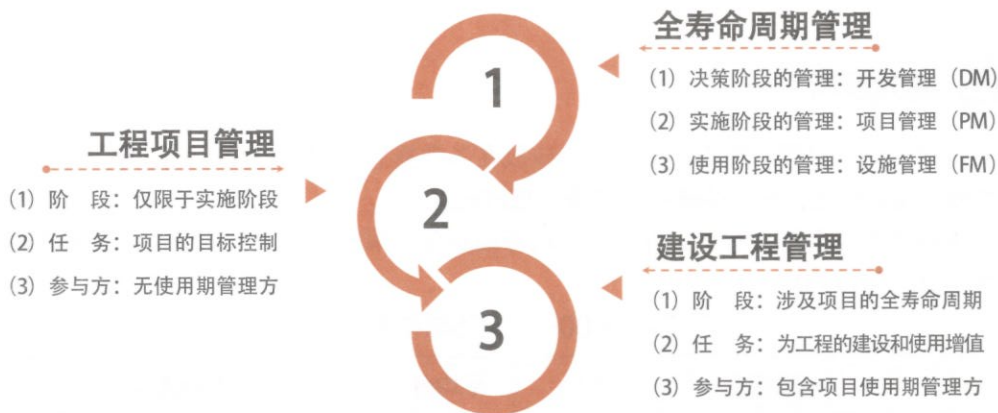 1
全寿命周期管理
(1) 决策阶段的管理：开发管理（DM）
(2) 实施阶段的管理：项目管理（PM）
(3) 使用阶段的管理：设施管理（FM）
2
工程项目管理
(1) 阶　段：仅限于实施阶段
(2) 任　务：项目的目标控制
(3) 参与方：无使用期管理方
3
建设工程管理
(1) 阶　段：涉及项目的全寿命周期
(2) 任　务：为工程的建设和使用增值
(3) 参与方：包含项目使用期管理方